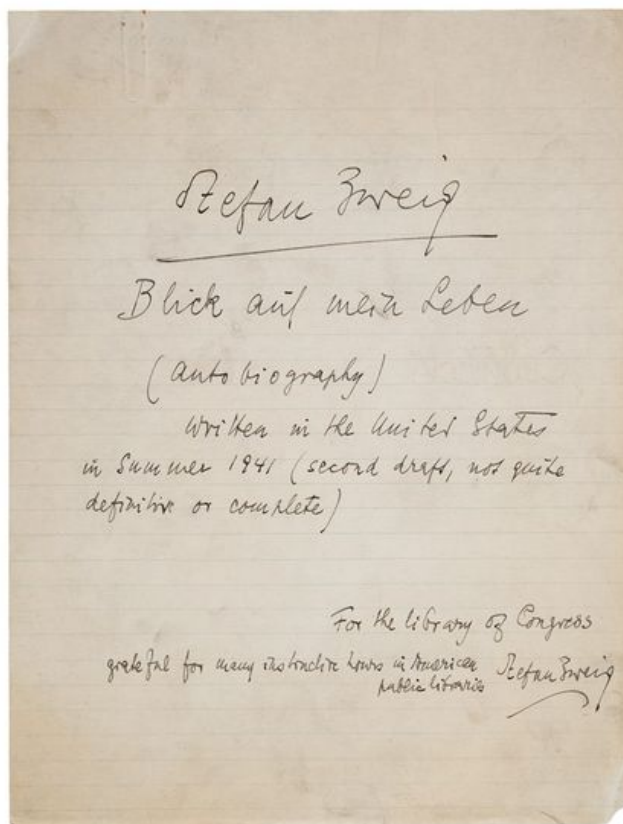 Stefan Zweig
Blick auf mein Leben
(autobiography)
written in the United States
in Summer 1941 (second draft, not quite
definitive or complete)
For the library of Congress
grateful for many instructive hours in American
public libraries Stefan Zweig